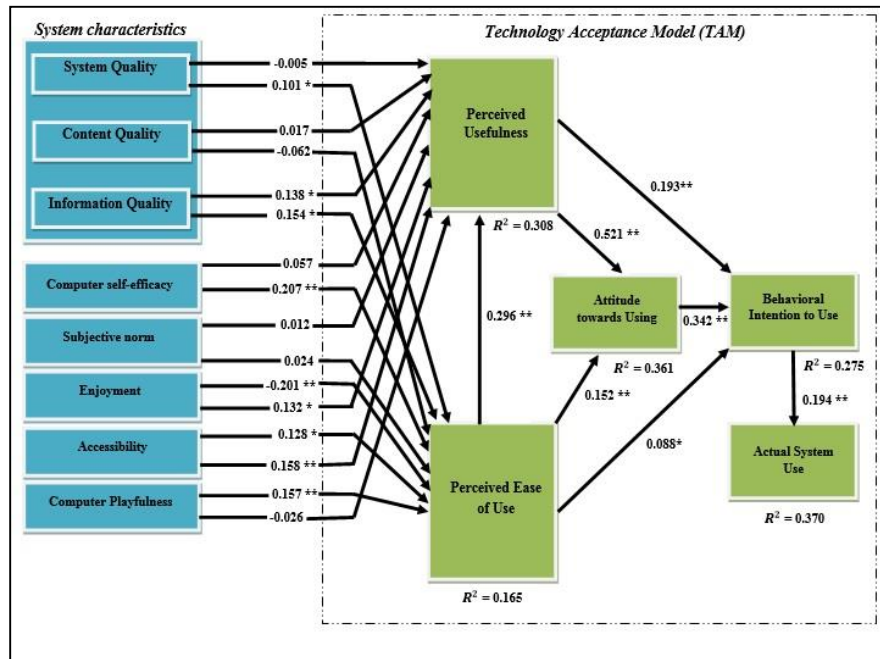 System characteristics
Technology Acceptance Model (TAM)
System Quality
-0.005
0.101 *
Content Quality
0.017
-0.062
Information Quality
0.138 *
0.154 *
Computer self-efficacy
0.057
0.207 **
Subjective norm
0.012
0.024
Enjoyment
-0.201 **
0.132 *
Accessibility
0.128 *
0.158 **
Computer Playfulness
0.157 **
-0.026
Perceived
Usefulness
R² = 0.308
0.296 **
Perceived Ease
of Use
R² = 0.165
0.193**
0.521 **
Attitude
towards Using
R² = 0.361
0.342 **
0.152 **
0.088*
Behavioral
Intention to Use
R² = 0.275
0.194 **
Actual System
Use
R² = 0.370